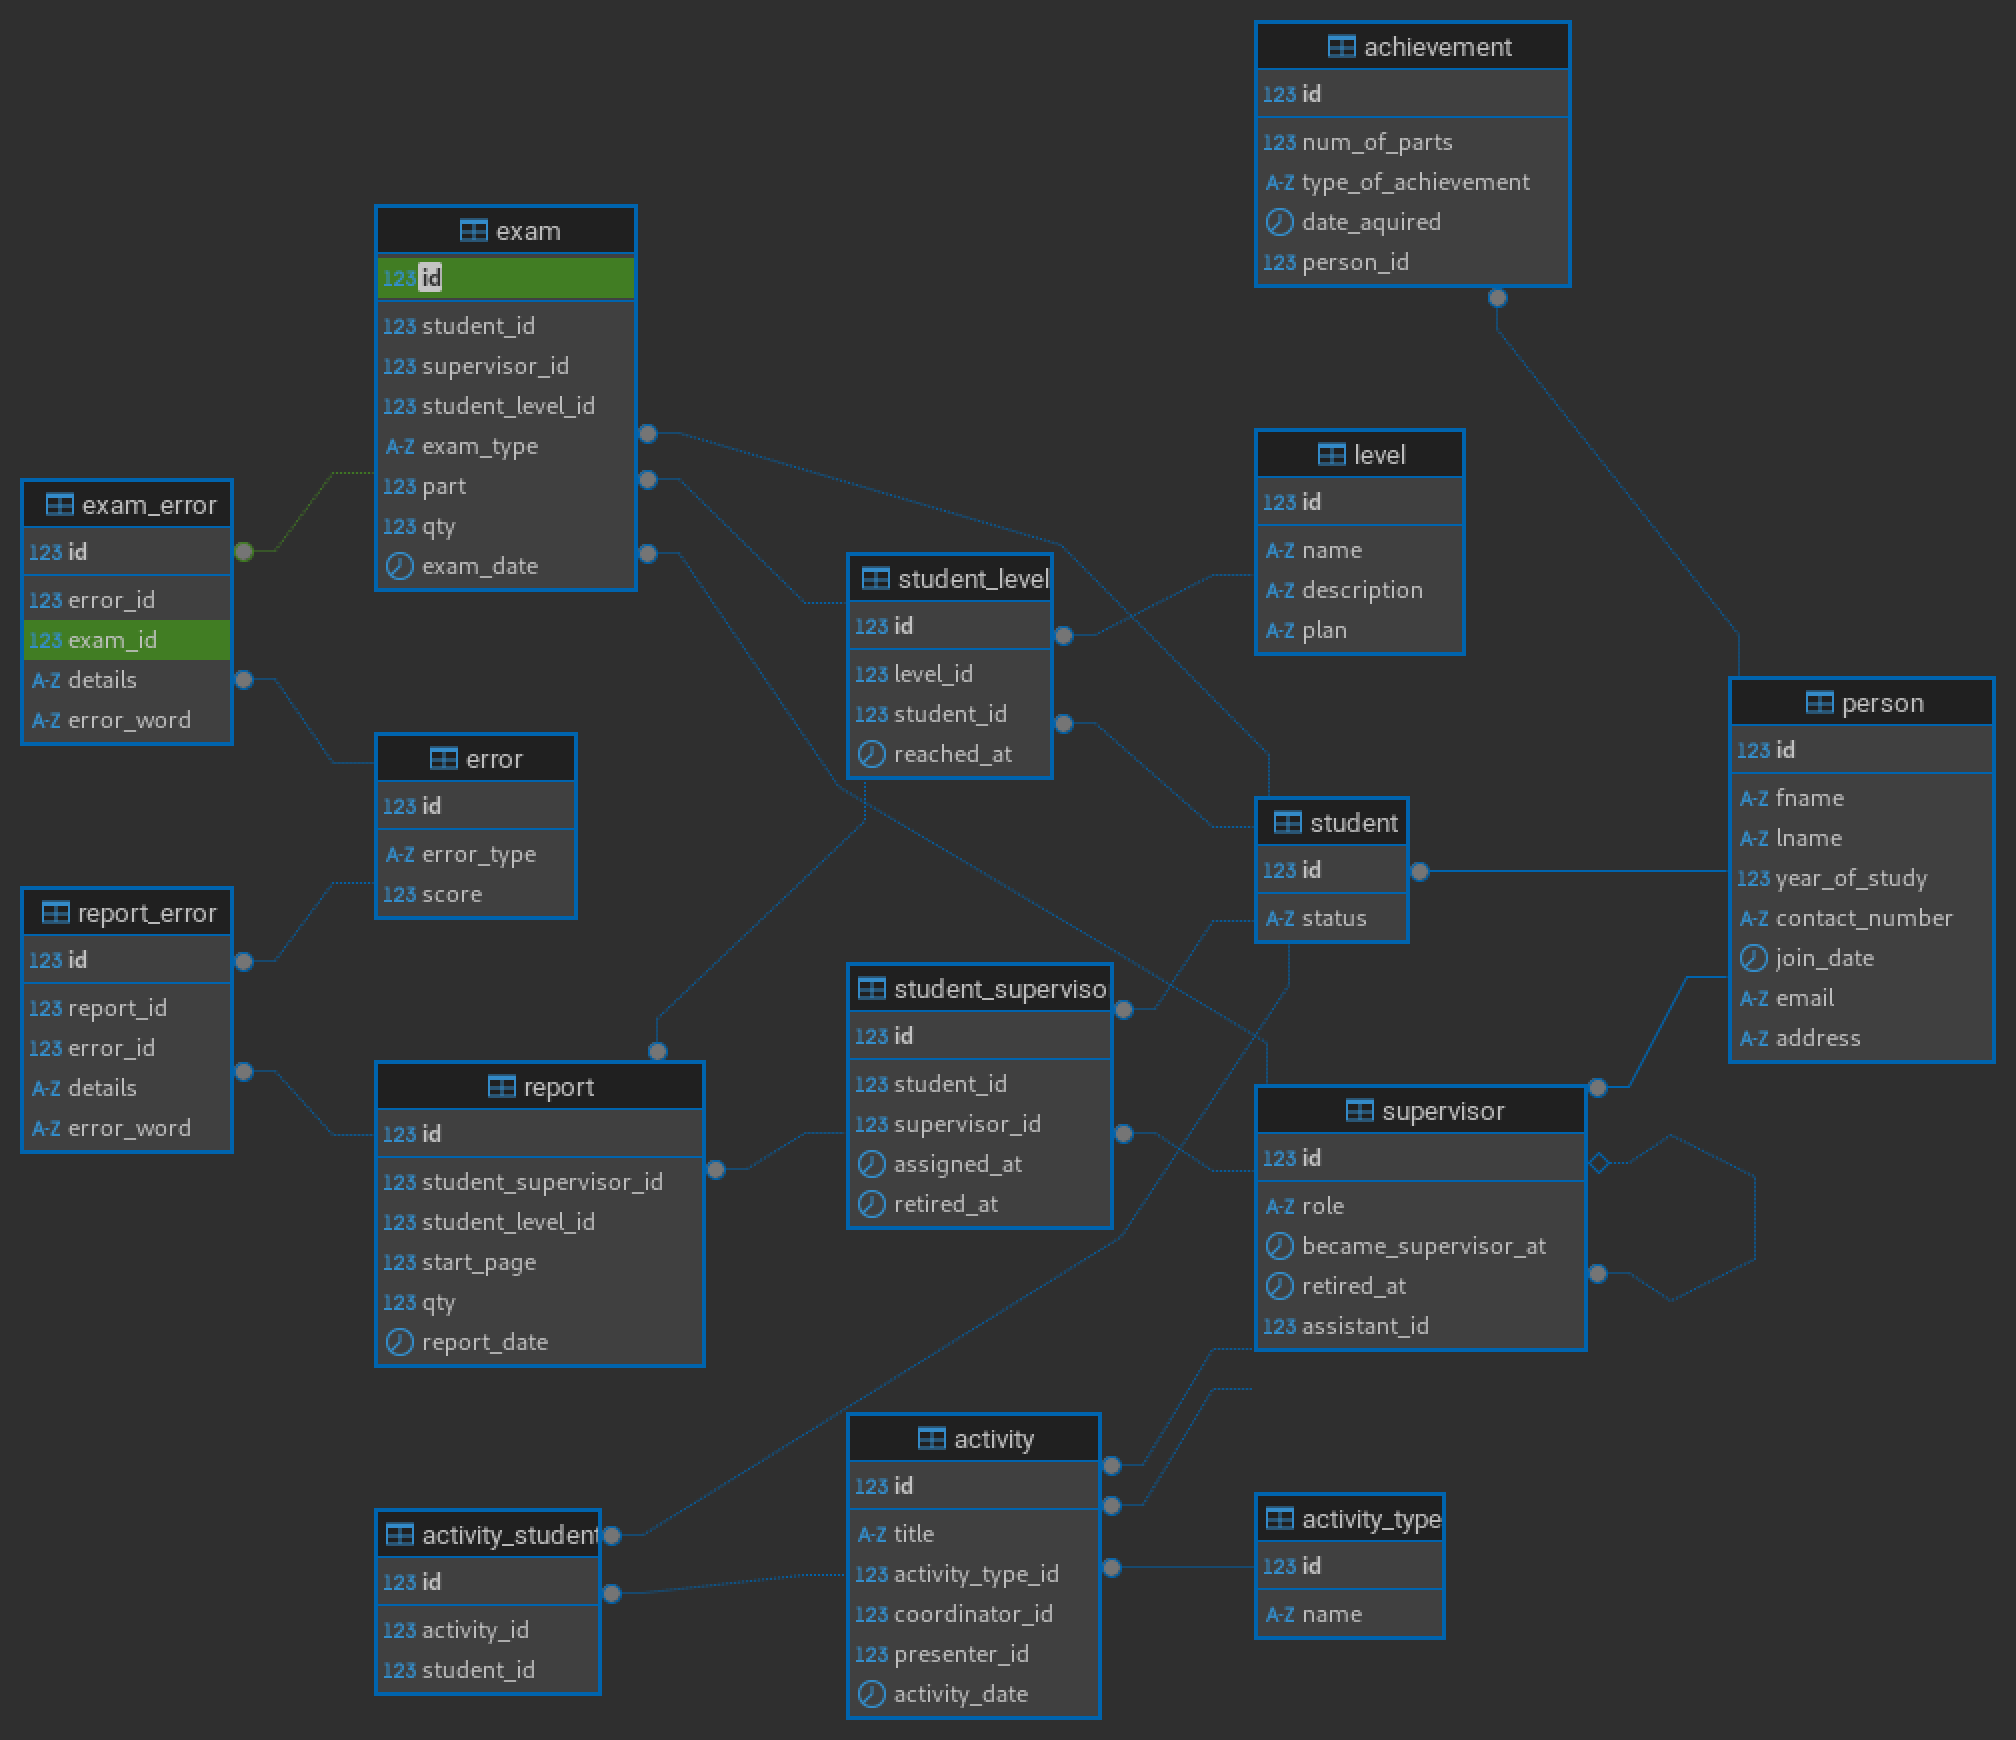 achievement
123 id
123 num_of_parts
A-Z type_of_achievement
date_aquired
123 person_id
exam
123 id
123 student_id
123 supervisor_id
123 student_level_id
A-Z exam_type
123 part
123 qty
exam_date
level
123 id
A-Z name
A-Z description
A-Z plan
exam_error
123 id
123 error_id
123 exam_id
A-Z details
A-Z error_word
student_level
123 id
123 level_id
123 student_id
reached_at
person
123 id
A-Z fname
A-Z lname
123 year_of_study
A-Z contact_number
join_date
A-Z email
A-Z address
error
123 id
A-Z error_type
123 score
student
123 id
A-Z status
report_error
123 id
123 report_id
123 error_id
A-Z details
A-Z error_word
student_superviso
123 id
123 student_id
123 supervisor_id
assigned_at
retired_at
report
123 id
123 student_supervisor_id
123 student_level_id
123 start_page
123 qty
report_date
supervisor
123 id
A-Z role
became_supervisor_at
retired_at
123 assistant_id
activity
123 id
A-Z title
123 activity_type_id
123 coordinator_id
123 presenter_id
activity_date
activity_type
123 id
A-Z name
activity_student
123 id
123 activity_id
123 student_id